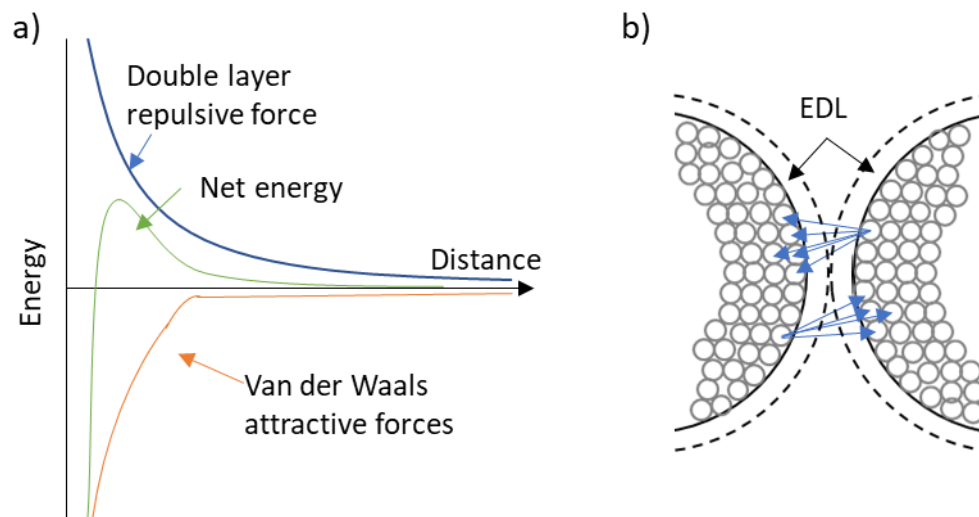 a)
Double layer
repulsive force
Net energy
Distance
Energy
Van der Waals
attractive forces
b)
EDL